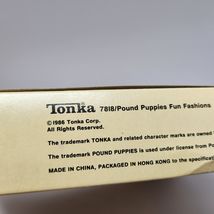 Tonka 7818/Pound Puppies Fun Fashions
©1986 Tonka Corp.
All Rights Reserved.
The trademark TONKA and related character marks are owned
The trademark POUND PUPPIES is used under license from
MADE IN CHINA, PACKAGED IN HONG KONG to the